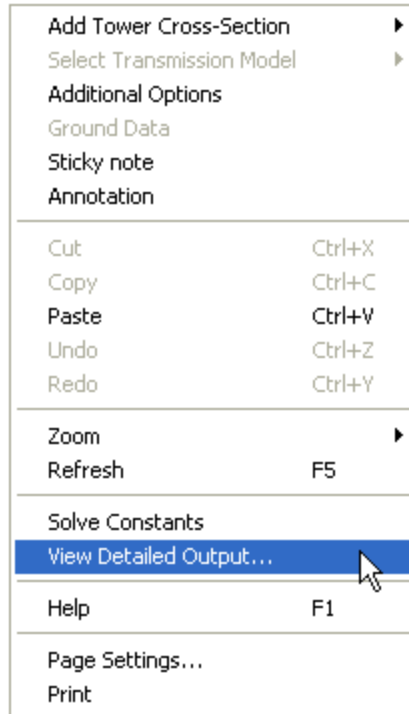 Add Tower Cross-Section
Select Transmission Model
Additional Options
Ground Data
Sticky note
Annotation
Cut Ctrl+X
Copy Ctrl+C
Paste Ctrl+V
Undo Ctrl+Z
Redo Ctrl+Y
Zoom
Refresh F5
Solve Constants
View Detailed Output...
Help F1
Page Settings...
Print